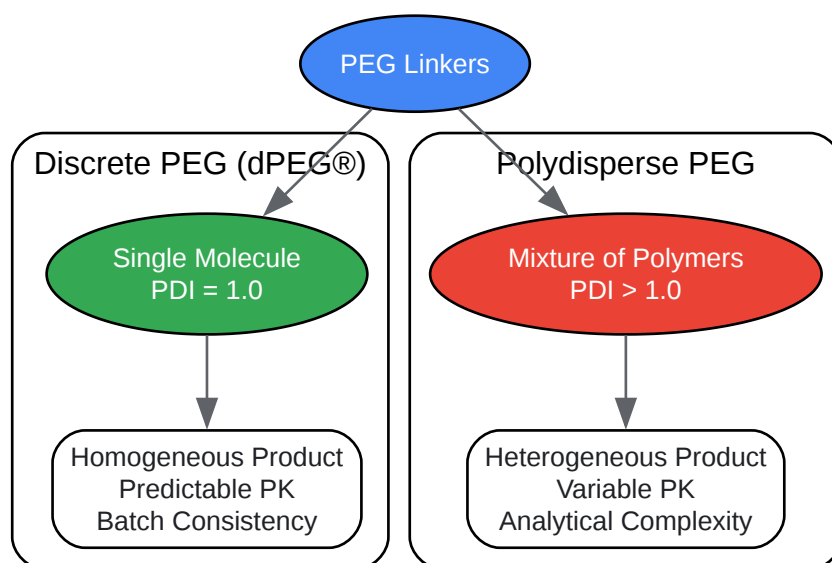 PEG Linkers
Discrete PEG (dPEG®)
Single Molecule
PDI = 1.0
Homogeneous Product
Predictable PK
Batch Consistency
Polydisperse PEG
Mixture of Polymers
PDI > 1.0
Heterogeneous Product
Variable PK
Analytical Complexity